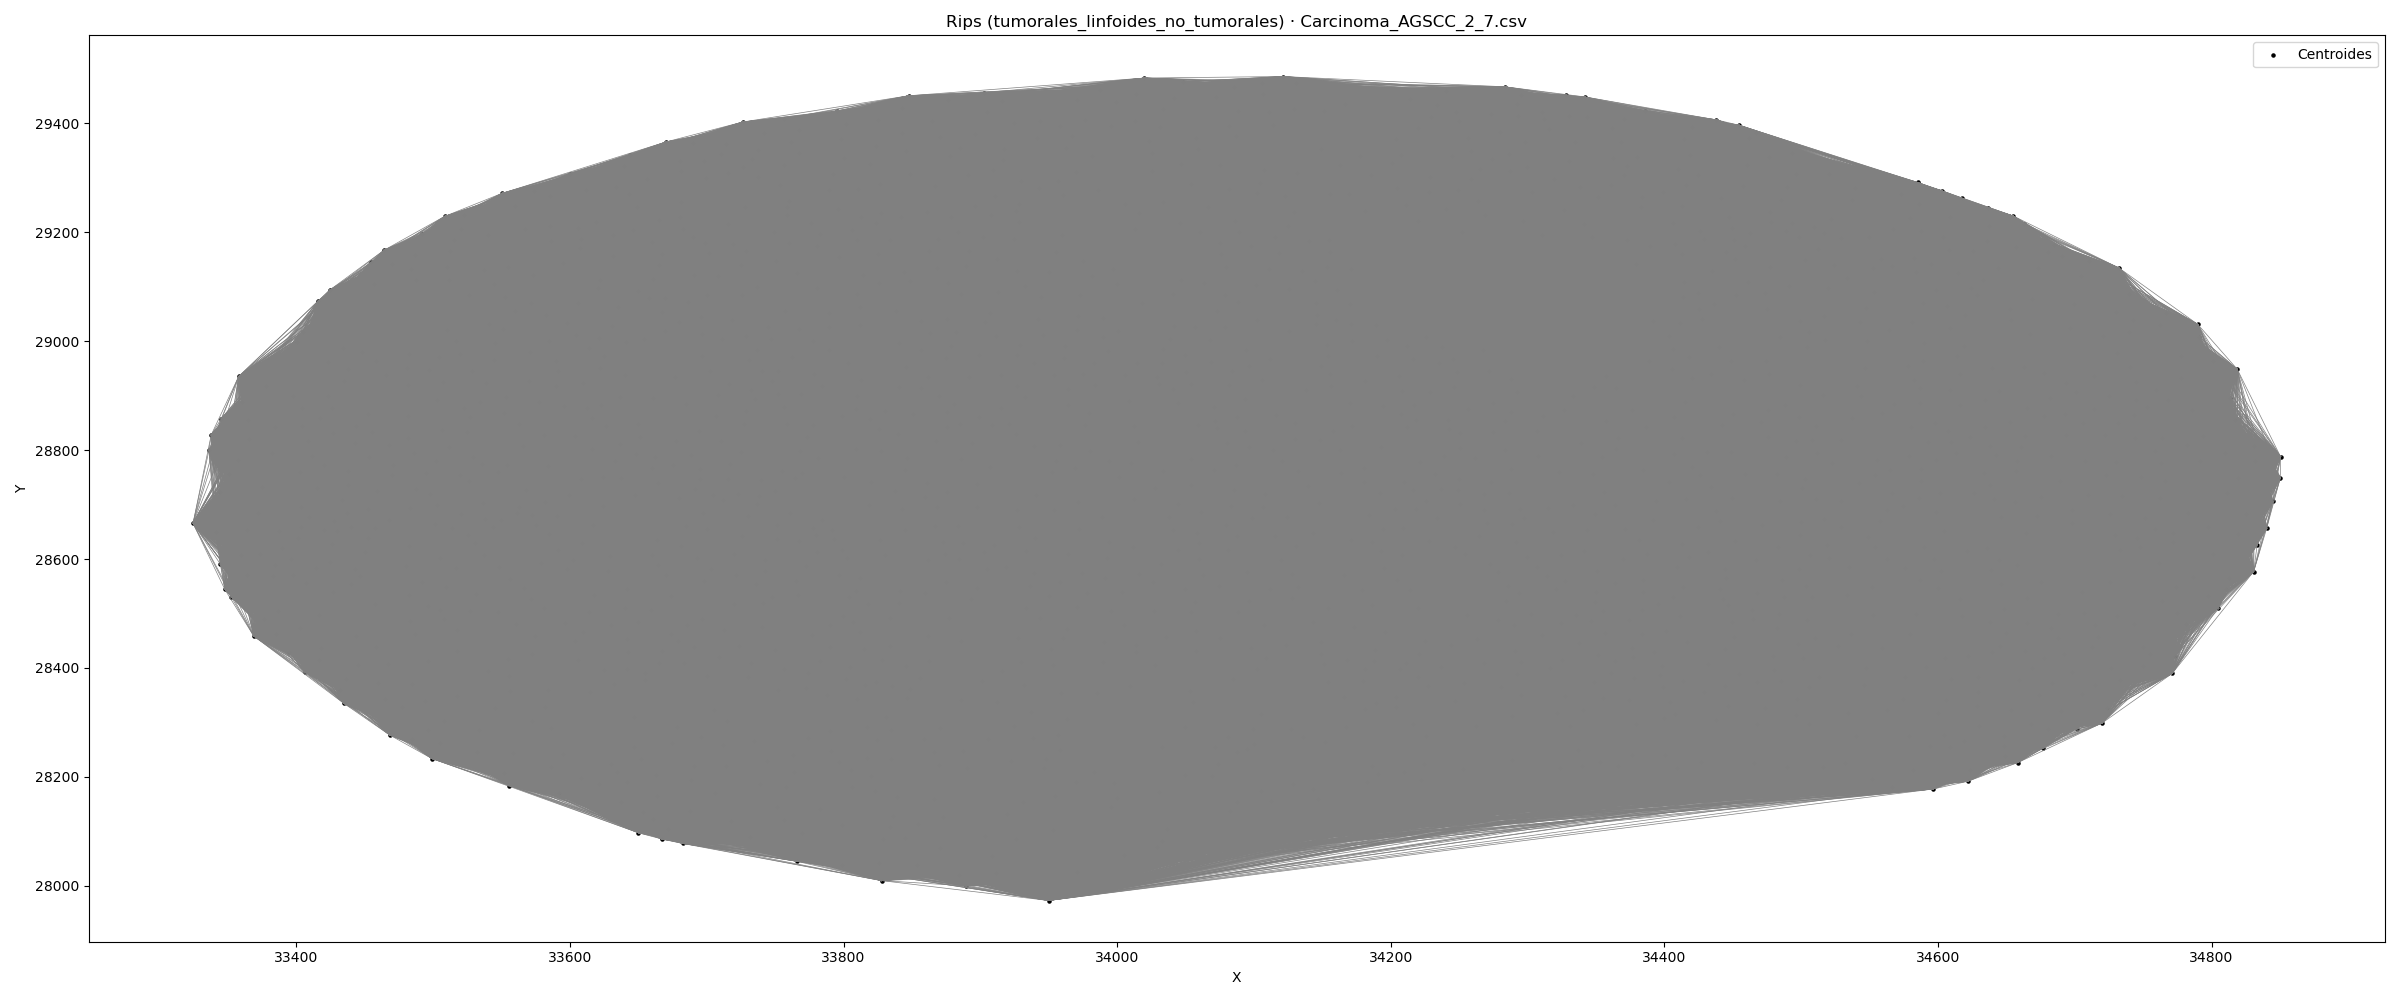 Rips (tumorales_linfoides_no_tumorales) · Carcinoma_AGSCC_2_7.csv
Centroides
29400
29200
29000
28800
28600
28400
28200
28000
Y
33400 33600 33800 34000 34200 34400 34600 34800
X